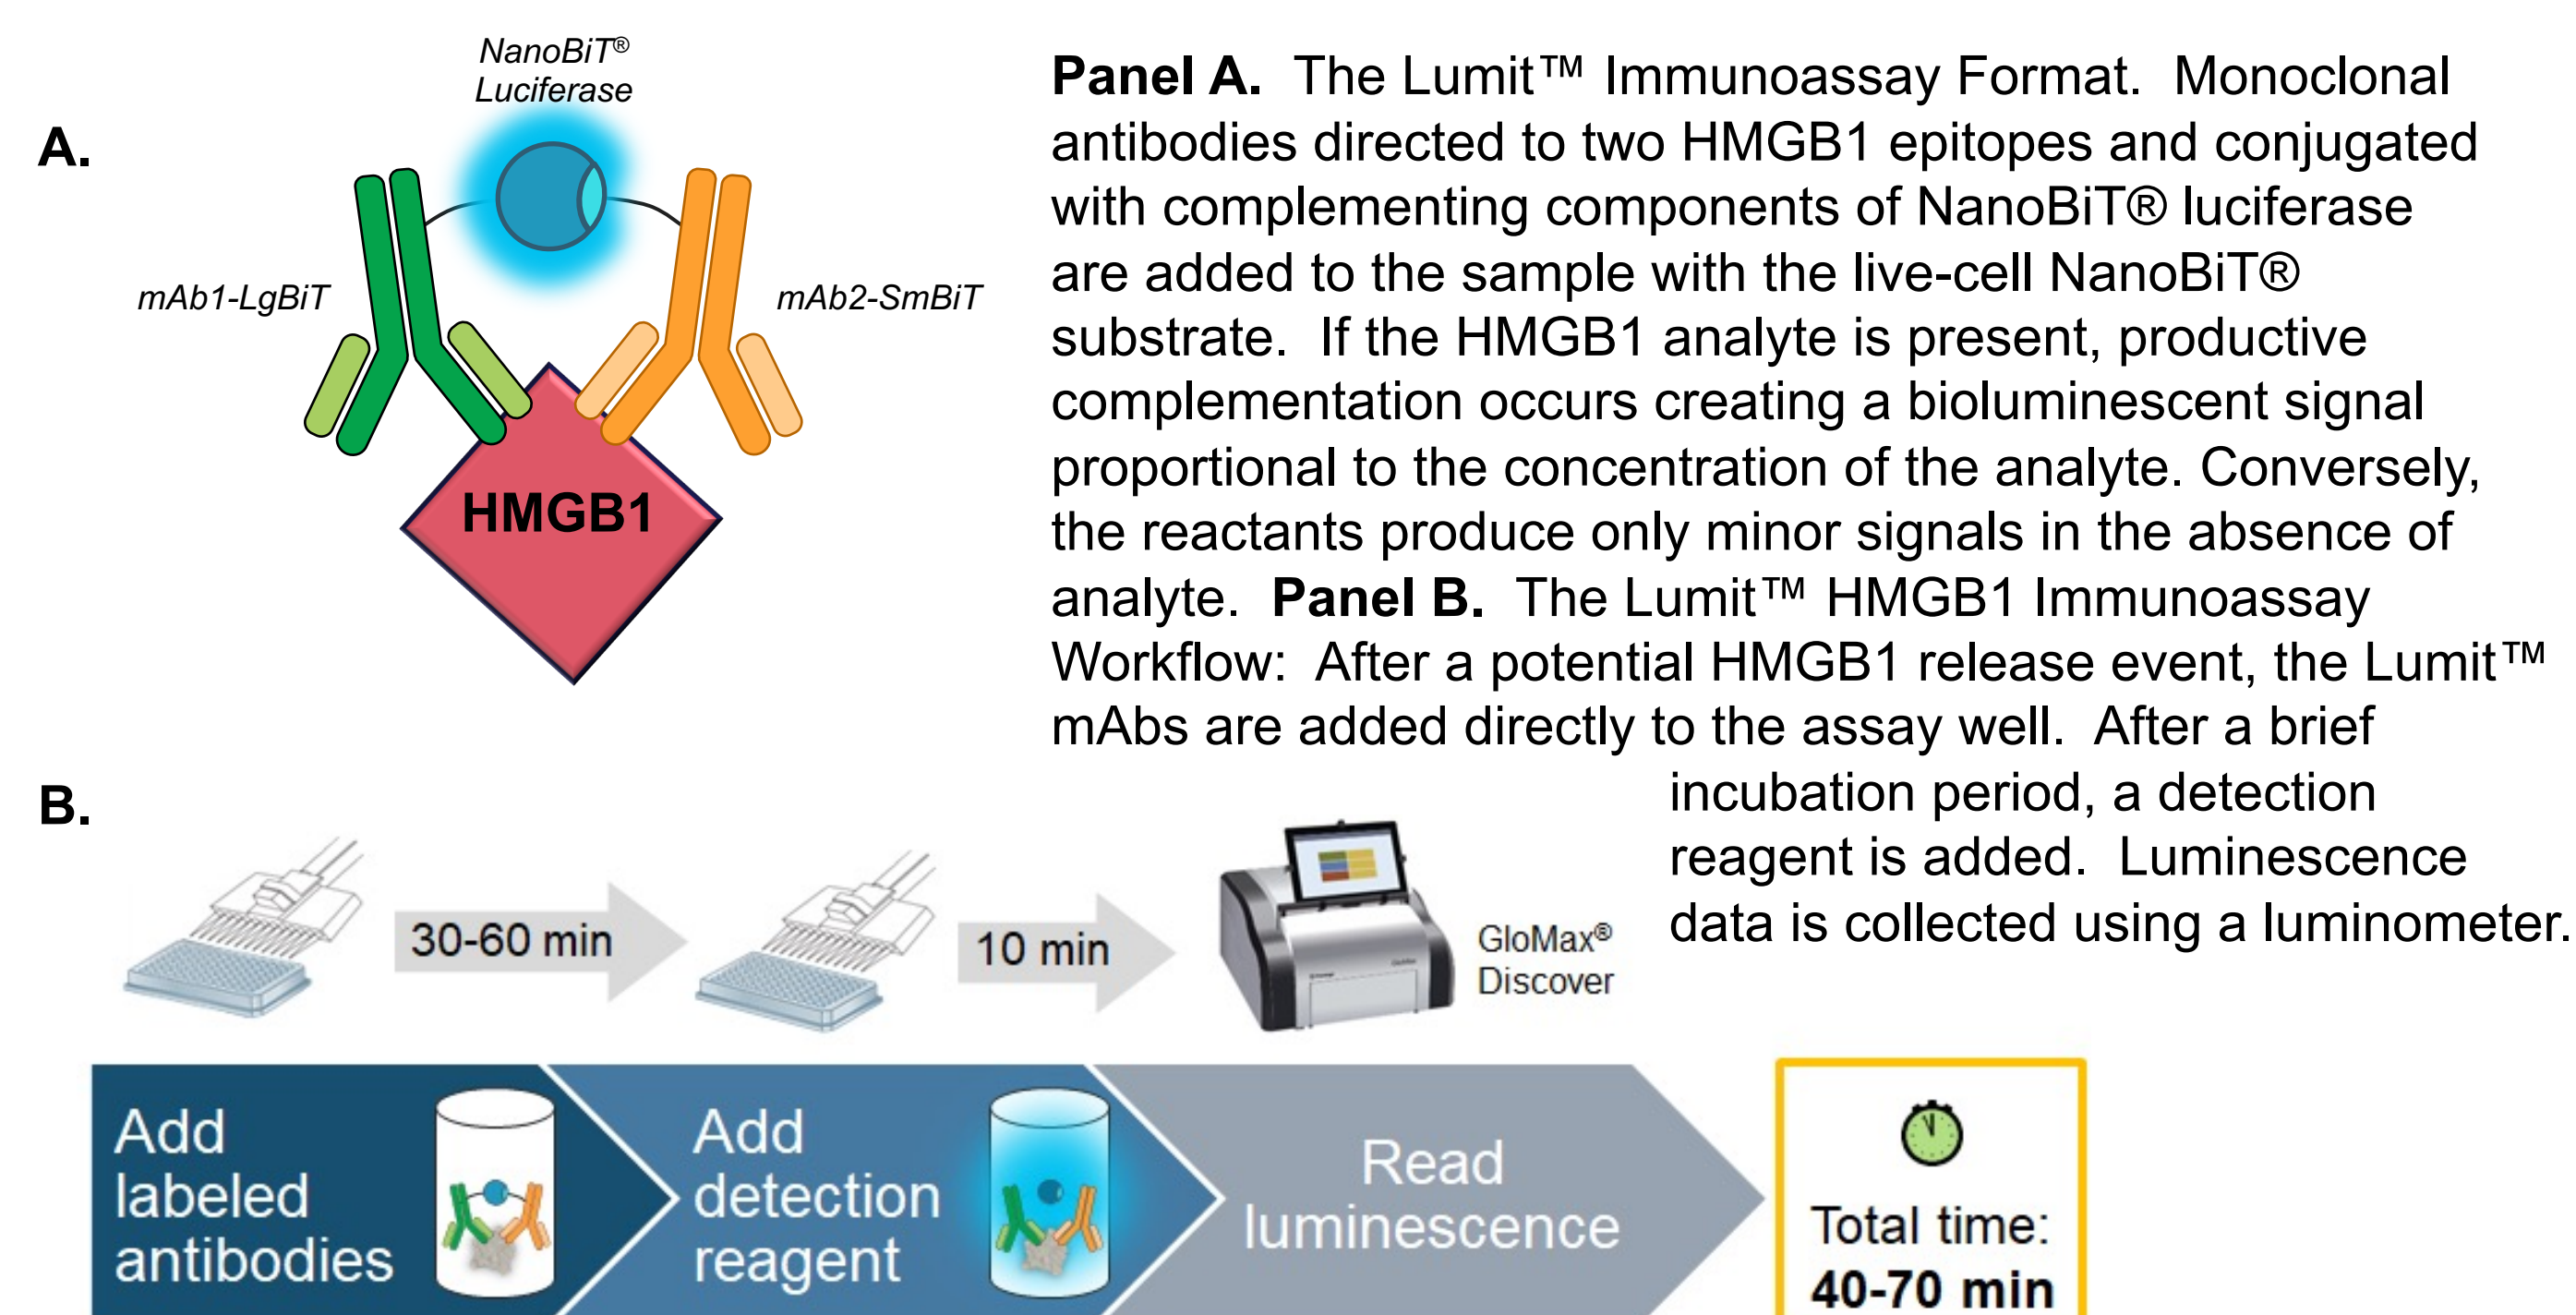 NanoBiT®
Luciferase
A.
mAb1-LgBiT
mAb2-SmBiT
HMGB1
Panel A. The Lumit™ Immunoassay Format. Monoclonal
antibodies directed to two HMGB1 epitopes and conjugated
with complementing components of NanoBiT® luciferase
are added to the sample with the live-cell NanoBiT®
substrate. If the HMGB1 analyte is present, productive
complementation occurs creating a bioluminescent signal
proportional to the concentration of the analyte. Conversely,
the reactants produce only minor signals in the absence of
analyte. Panel B. The Lumit™ HMGB1 Immunoassay
Workflow: After a potential HMGB1 release event, the Lumit™
mAbs are added directly to the assay well. After a brief
incubation period, a detection
reagent is added. Luminescence
data is collected using a luminometer.
B.
30-60 min
10 min
GloMax®
Discover
Add
labeled
antibodies
Add
detection
reagent
Read
luminescence
Total time:
40-70 min